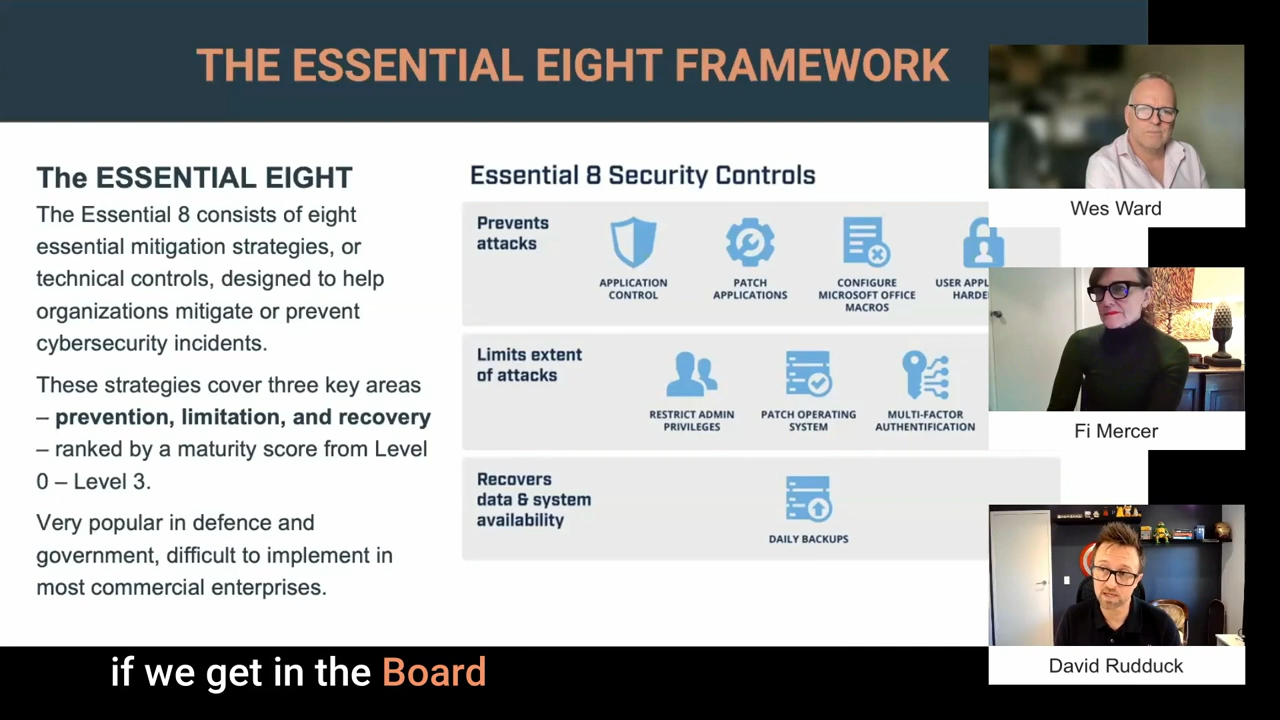 THE ESSENTIAL EIGHT FRAMEWORK
The ESSENTIAL EIGHT
The Essential 8 consists of eight
essential mitigation strategies, or
technical controls, designed to help
organizations mitigate or prevent
cybersecurity incidents.
These strategies cover three key areas
– prevention, limitation, and recovery
– ranked by a maturity score from Level
0 – Level 3.
Very popular in defence and
government, difficult to implement in
most commercial enterprises.
Essential 8 Security Controls
Prevents
attacks
APPLICATION
CONTROL
PATCH
APPLICATIONS
CONFIGURE
MICROSOFT OFFICE
MACROS
USER APPL
HARDE
Limits extent
of attacks
RESTRICT ADMIN
PRIVILEGES
PATCH OPERATING
SYSTEM
MULTI-FACTOR
AUTHENTIFICATION
Recovers
data & system
availability
DAILY BACKUPS
Wes Ward
Fi Mercer
David Rudduck
if we get in the Board